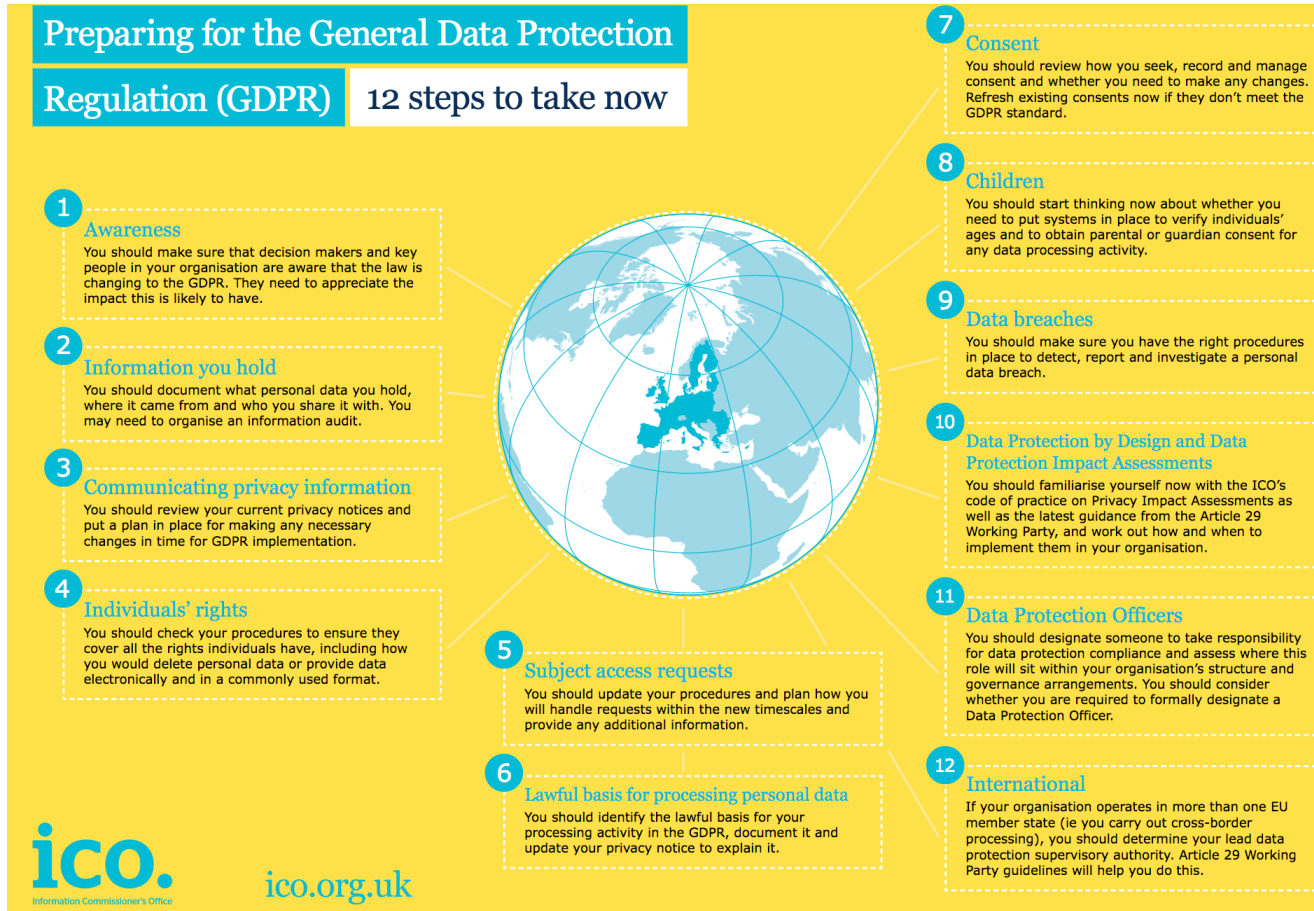 Preparing for the General Data Protection
Regulation (GDPR)
12 steps to take now
1
Awareness
You should make sure that decision makers and key
people in your organisation are aware that the law is
changing to the GDPR. They need to appreciate the
impact this is likely to have.
2
Information you hold
You should document what personal data you hold,
where it came from and who you share it with. You
may need to organise an information audit.
3
Communicating privacy information
You should review your current privacy notices and
put a plan in place for making any necessary
changes in time for GDPR implementation.
4
Individuals’ rights
You should check your procedures to ensure they
cover all the rights individuals have, including how
you would delete personal data or provide data
electronically and in a commonly used format.
5
Subject access requests
You should update your procedures and plan how you
will handle requests within the new timescales and
provide any additional information.
6
Lawful basis for processing personal data
You should identify the lawful basis for your
processing activity in the GDPR, document it and
update your privacy notice to explain it.
7
Consent
You should review how you seek, record and manage
consent and whether you need to make any changes.
Refresh existing consents now if they don’t meet the
GDPR standard.
8
Children
You should start thinking now about whether you
need to put systems in place to verify individuals’
ages and to obtain parental or guardian consent for
any data processing activity.
9
Data breaches
You should make sure you have the right procedures
in place to detect, report and investigate a personal
data breach.
10
Data Protection by Design and Data
Protection Impact Assessments
You should familiarise yourself now with the ICO’s
code of practice on Privacy Impact Assessments as
well as the latest guidance from the Article 29
Working Party, and work out how and when to
implement them in your organisation.
11
Data Protection Officers
You should designate someone to take responsibility
for data protection compliance and assess where this
role will sit within your organisation’s structure and
governance arrangements. You should consider
whether you are required to formally designate a
Data Protection Officer.
12
International
If your organisation operates in more than one EU
member state (ie you carry out cross-border
processing), you should determine your lead data
protection supervisory authority. Article 29 Working
Party guidelines will help you do this.
ico.
Information Commissioner’s Office
ico.org.uk